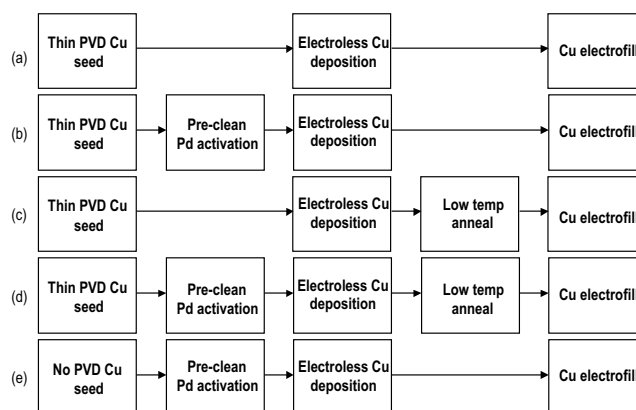 (a) Thin PVD Cu seed Electroless Cu deposition Cu electrofill
(b) Thin PVD Cu seed Pre-clean Pd activation Electroless Cu deposition Cu electrofill
(c) Thin PVD Cu seed Electroless Cu deposition Low temp anneal Cu electrofill
(d) Thin PVD Cu seed Pre-clean Pd activation Electroless Cu deposition Low temp anneal Cu electrofill
(e) No PVD Cu seed Pre-clean Pd activation Electroless Cu deposition Cu electrofill